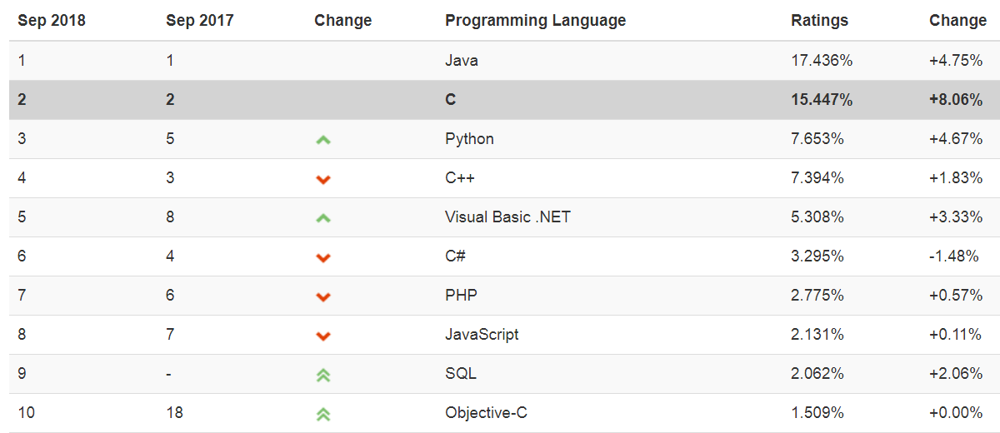 Sep 2018 Sep 2017 Change Programming Language Ratings Change
1 1 Java 17.436% +4.75%
2 2 C 15.447% +8.06%
3 5 Python 7.653% +4.67%
4 3 C++ 7.394% +1.83%
5 8 Visual Basic .NET 5.308% +3.33%
6 4 C# 3.295% -1.48%
7 6 PHP 2.775% +0.57%
8 7 JavaScript 2.131% +0.11%
9 - SQL 2.062% +2.06%
10 18 Objective-C 1.509% +0.00%